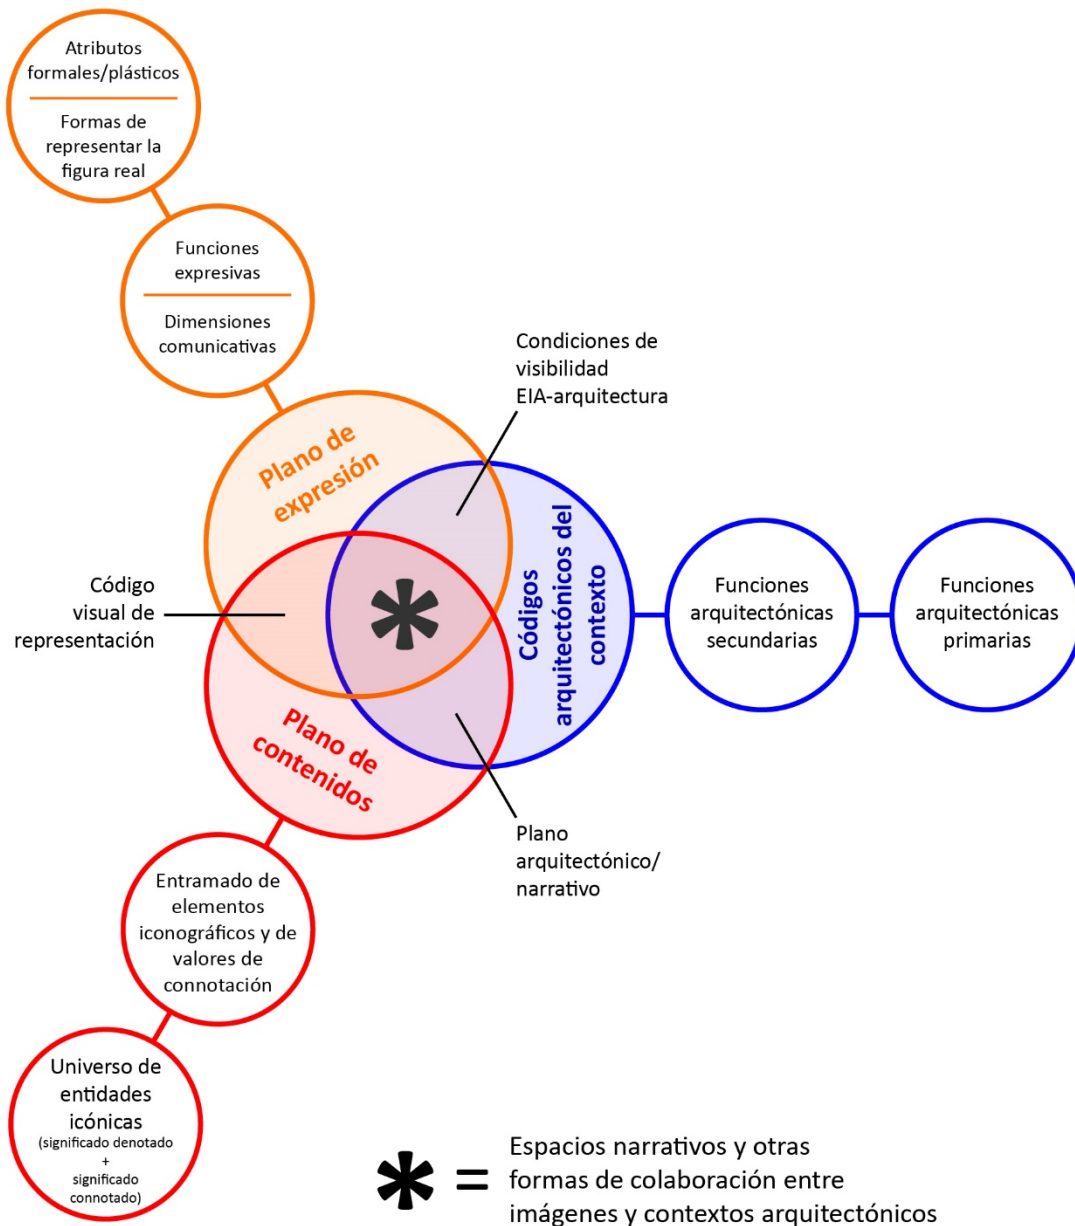 Atributos
formales/plásticos
Formas de
representar la
figura real
Funciones
expresivas
Dimensiones
comunicativas
Condiciones de
visibilidad
EIA-arquitectura
Plano de
expresión
Códigos
arquitectónicos del
contexto
Funciones
arquitectónicas
secundarias
Funciones
arquitectónicas
primarias
Código
visual de
representación
*
Plano de
contenidos
Plano
arquitectónico/
narrativo
Entramado de
elementos
iconográficos y de
valores de
connotación
Universo de
entidades
icónicas
(significado denotado
+
significado
connotado)
* = Espacios narrativos y otras
formas de colaboración entre
imágenes y contextos arquitectónicos